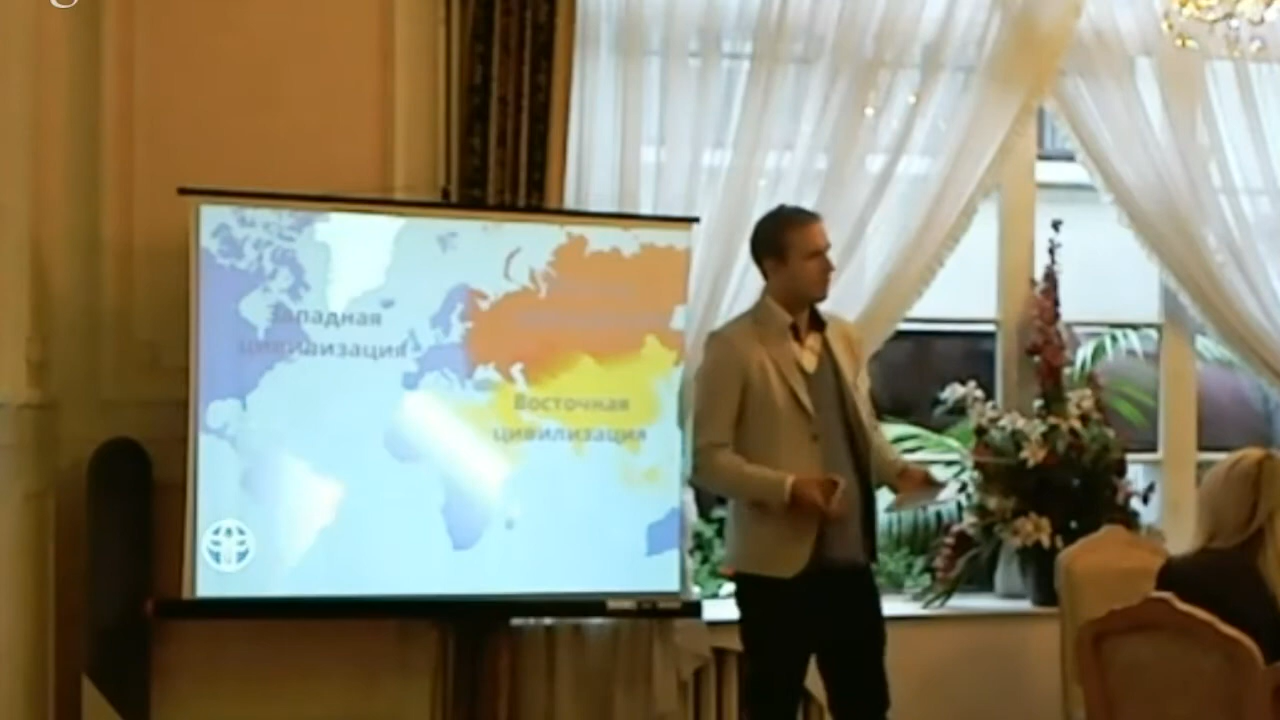 g
Западная
цивилизация
Восточная
цивилизация